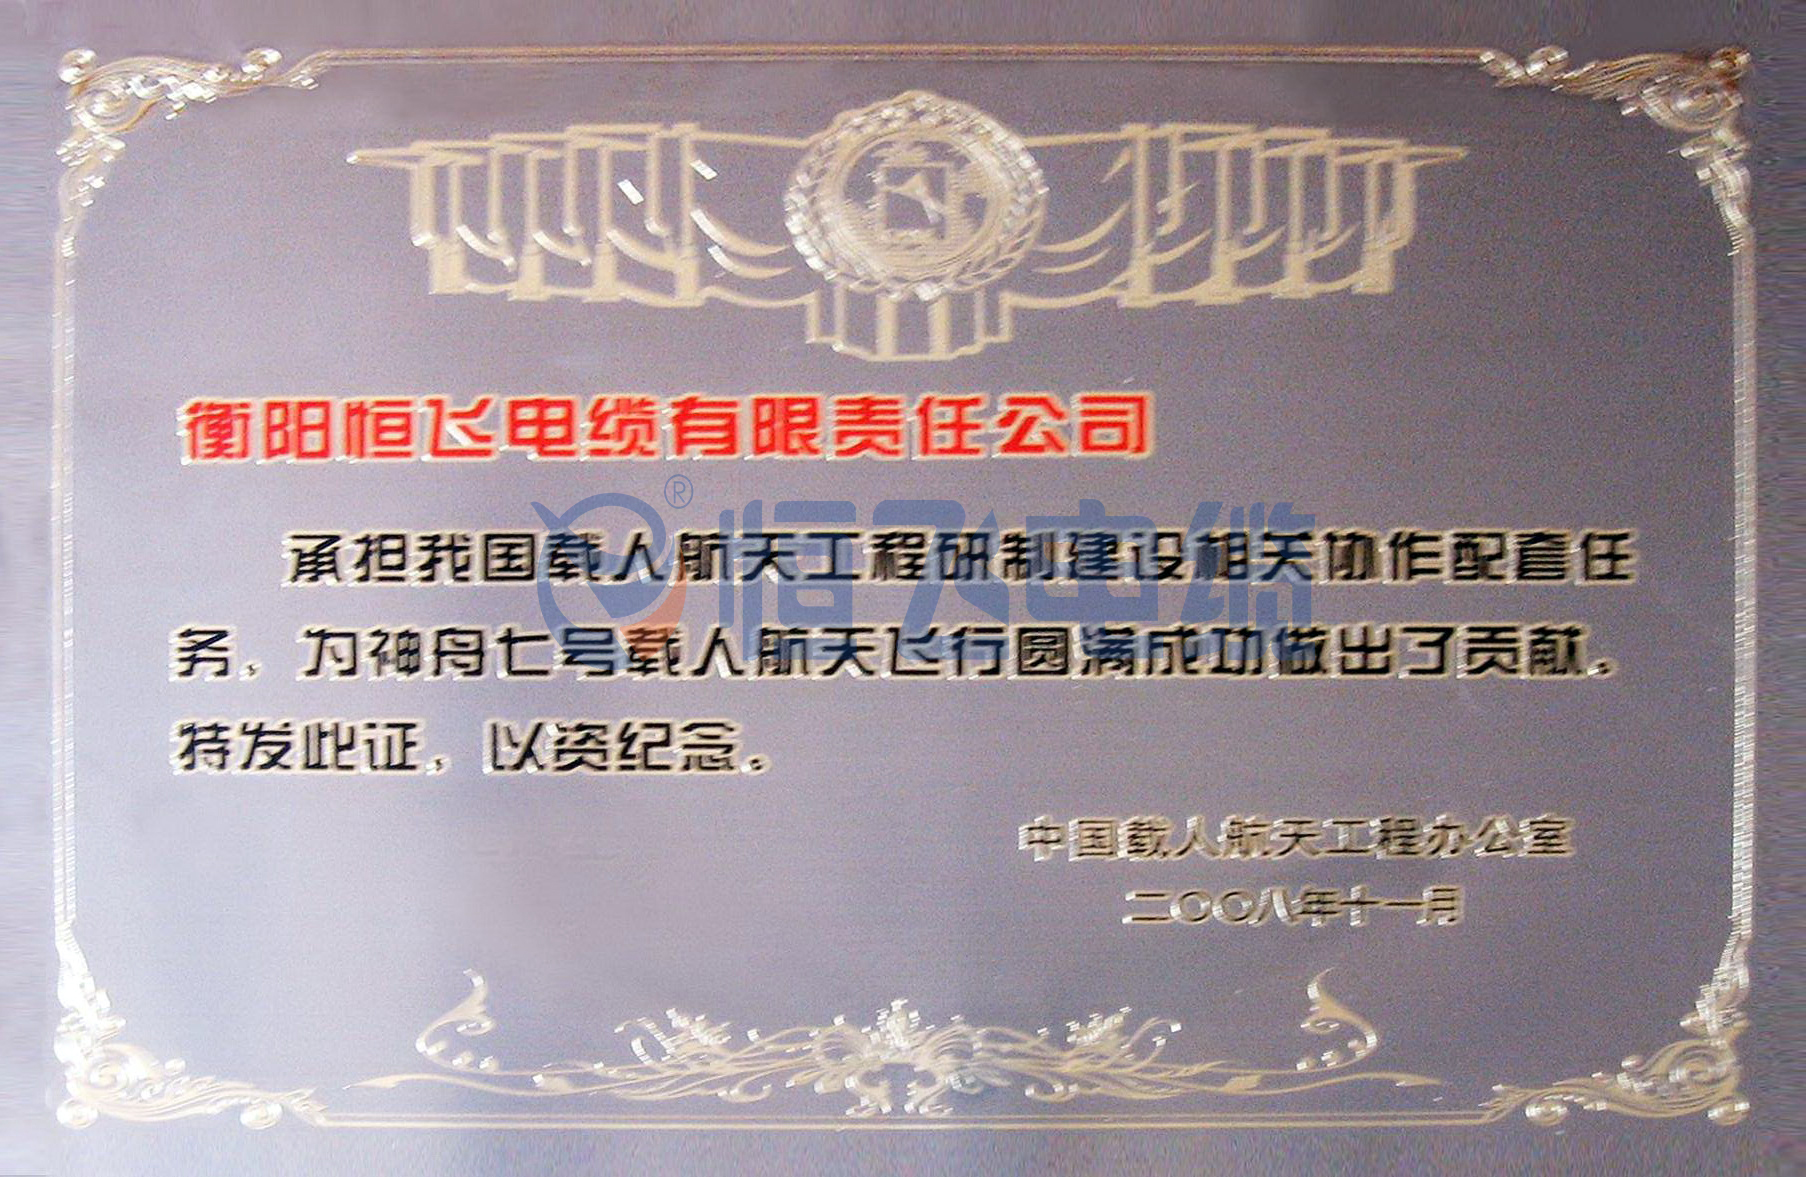 衡阳恒飞电缆有限责任公司
®恒飞电缆
承担我国载人航天工程研制建设相关协作配套任
务，为神舟七号载人航天飞行圆满成功做出了贡献。
特发此证，以资纪念。
中国载人航天工程办公室
二〇〇八年十一月